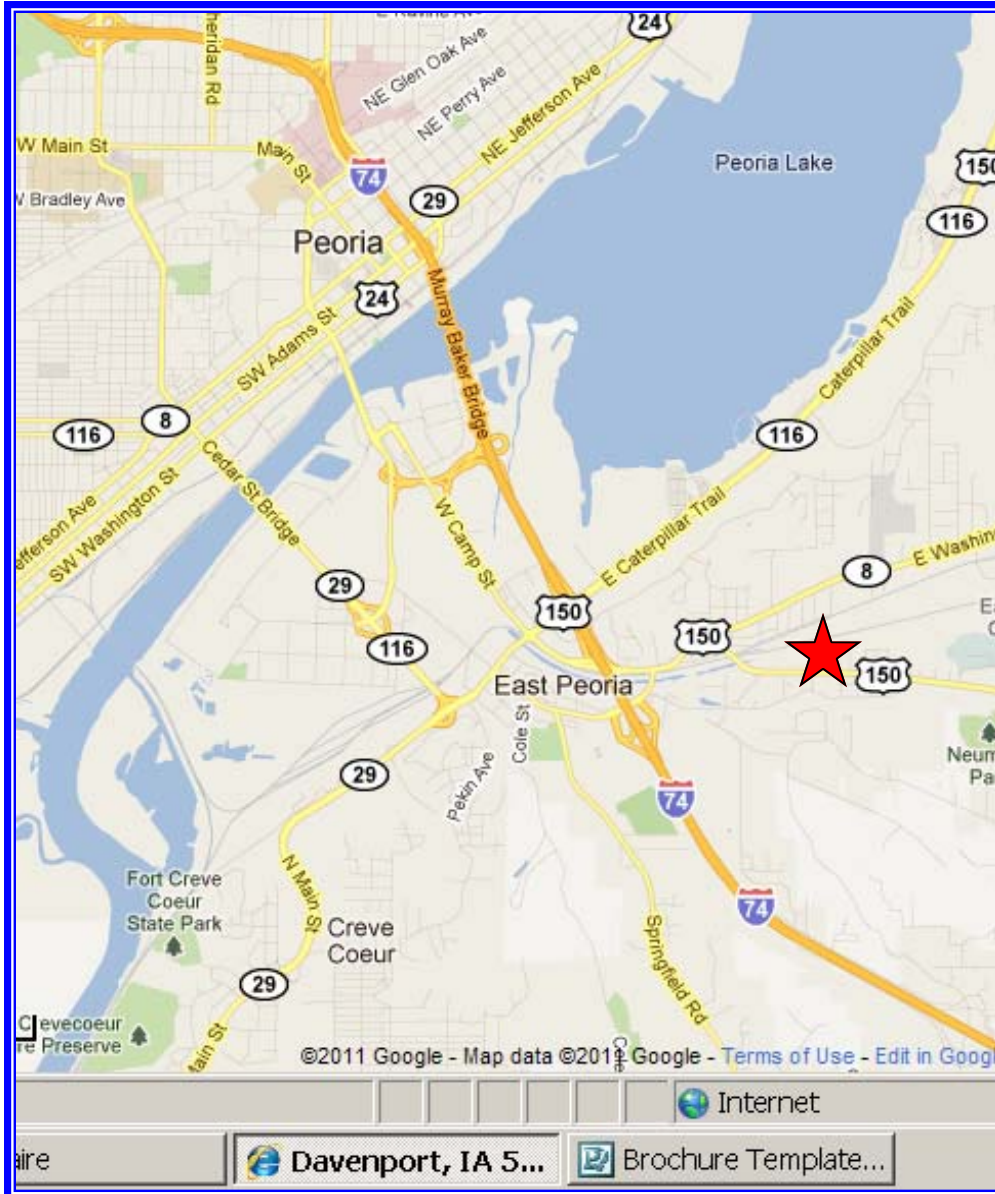 E Ravine Ave
24
heridan Rd
NE Glen Oak Ave
NE Perry Ave
NE Jefferson Ave
W Main St
Main St
Peoria Lake
150
74
W Bradley Ave
29
116
Peoria
24
Murray Baker Bridge
SW Adams St
Caterpillar Trail
8
116
116
Cedar St Bridge
efferson Ave
SW Washington St
W Camp St
E Caterpillar Trail
E Washin
8
29
150
150
116
East Peoria
150
Cole St
29
Pekin Ave
Neum
Pa
74
N Main St
Fort Creve
Coeur
State Park
74
Creve
Coeur
Springfield Rd
29
evecoeur
re Preserve
Main St
©2011 Google - Map data ©2011 Google - Terms of Use - Edit in Googl
Internet
aire
Davenport, IA 5...
Brochure Template...